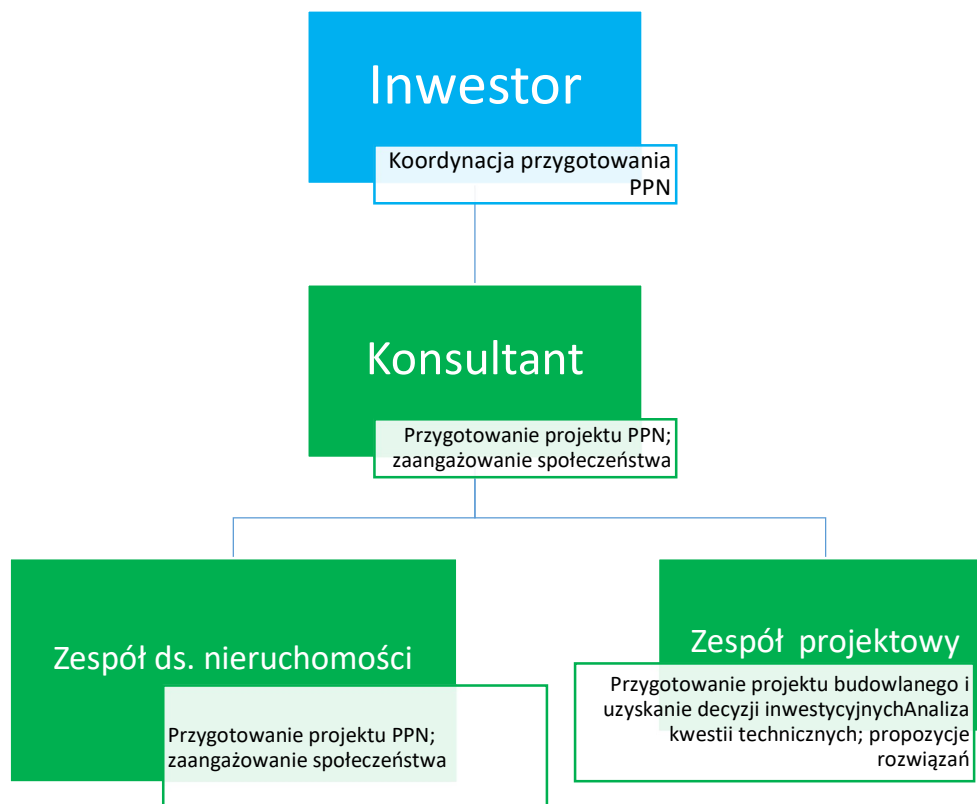 Inwestor
Koordynacja przygotowania
PPN
Konsultant
Przygotowanie projektu PPN;
zaangażowanie społeczeństwa
Zespół ds. nieruchomości
Przygotowanie projektu PPN;
zaangażowanie społeczeństwa
Zespół projektowy
Przygotowanie projektu budowlanego i
uzyskanie decyzji inwestycyjnychAnaliza
kwestii technicznych; propozycje
rozwiązań